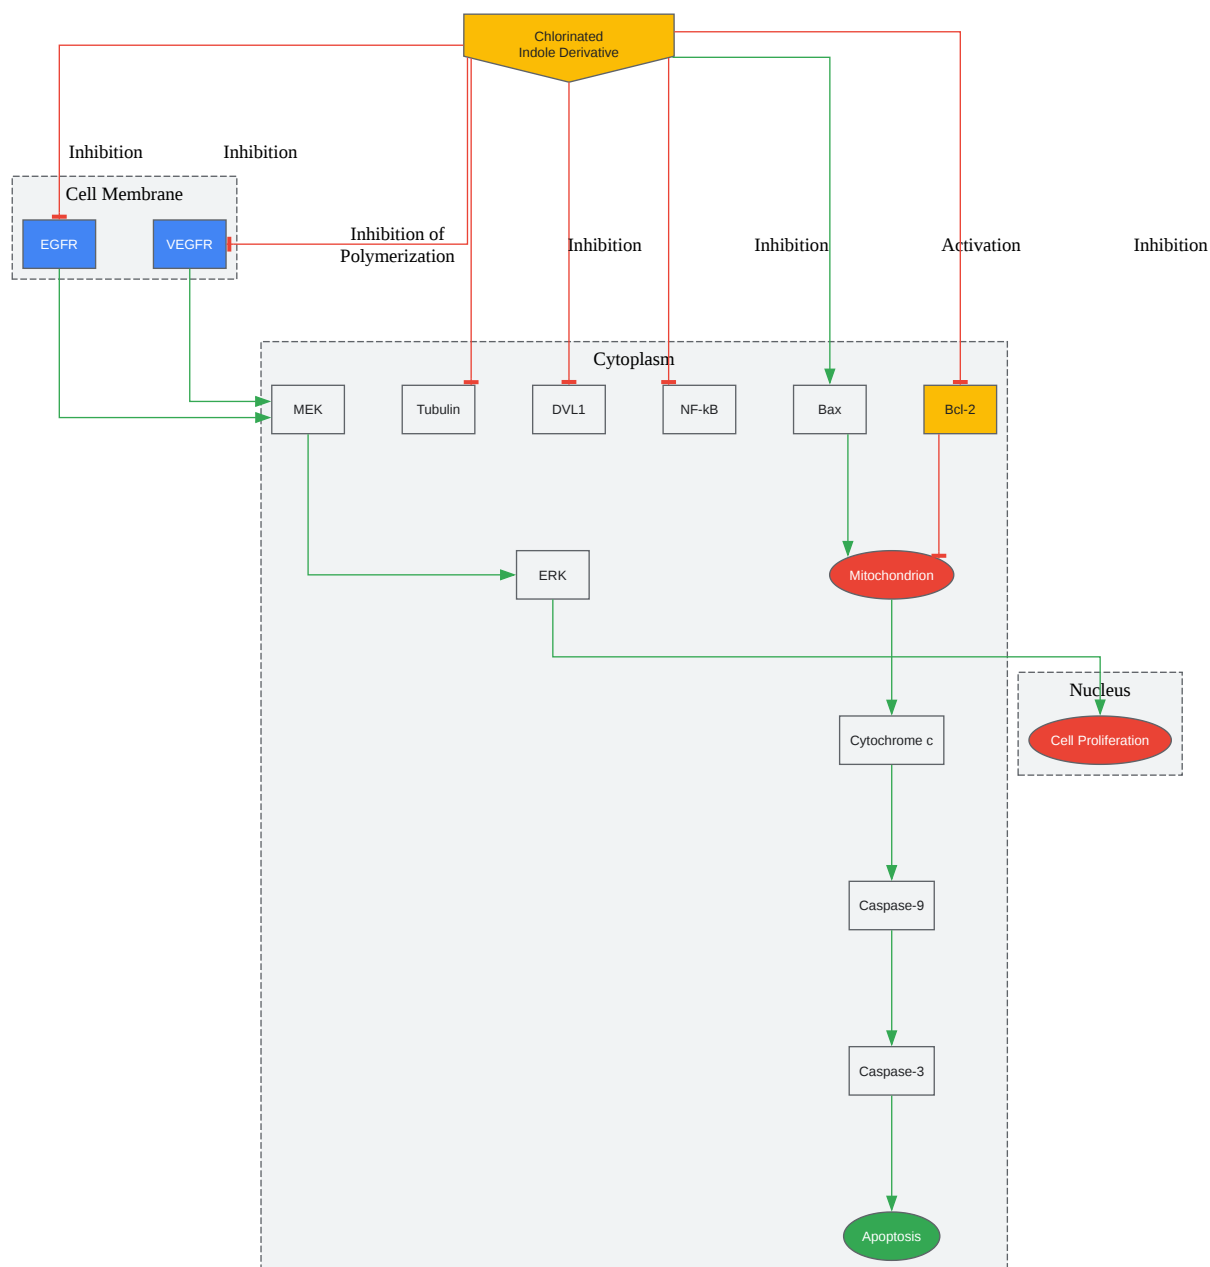 Chlorinated
Indole Derivative
Inhibition
Inhibition
Cell Membrane
EGFR
VEGFR
Inhibition of
Polymerization
Inhibition
Inhibition
Activation
Inhibition
Cytoplasm
MEK
Tubulin
DVL1
NF-kB
Bax
Bcl-2
ERK
Mitochondrion
Nucleus
Cytochrome c
Cell Proliferation
Caspase-9
Caspase-3
Apoptosis